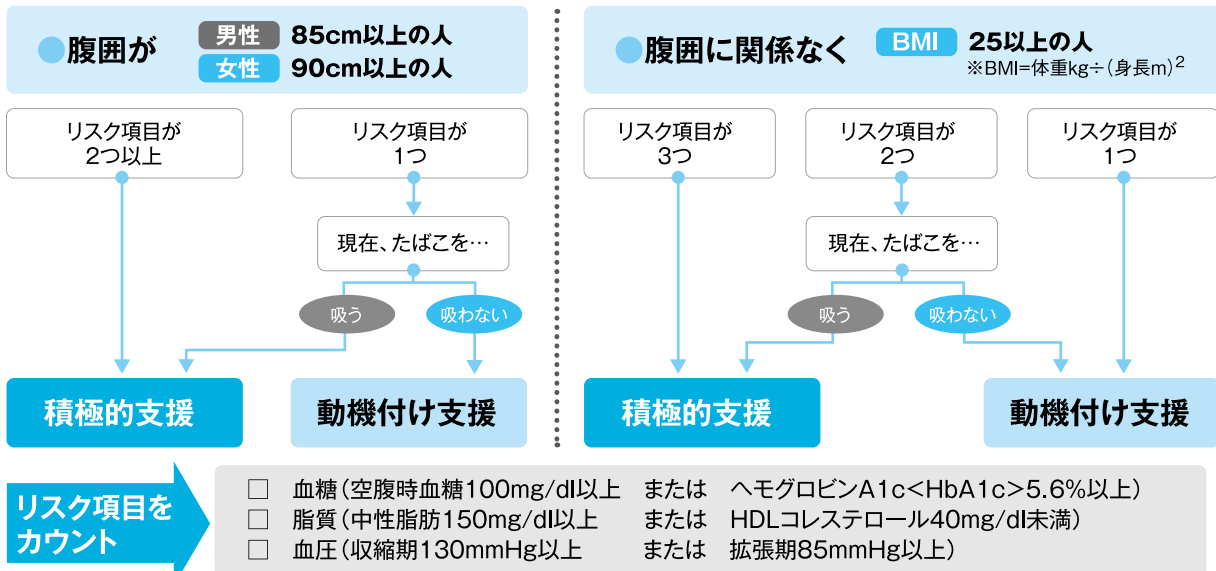 ●腹囲が
男性 85cm以上の人
女性 90cm以上の人
●腹囲に関係なく
BMI 25以上の人
※BMI=体重kg÷(身長m)²
リスク項目が
2つ以上
リスク項目が
1つ
リスク項目が
3つ
リスク項目が
2つ
リスク項目が
1つ
現在、たばこを…
現在、たばこを…
吸う
吸わない
吸う
吸わない
積極的支援
動機付け支援
積極的支援
動機付け支援
リスク項目を
カウント
□ 血糖(空腹時血糖100mg/dl以上 または ヘモグロビンA1c<HbA1c>5.6%以上)
□ 脂質(中性脂肪150mg/dl以上 または HDLコレステロール40mg/dl未満)
□ 血圧(収縮期130mmHg以上 または 拡張期85mmHg以上)